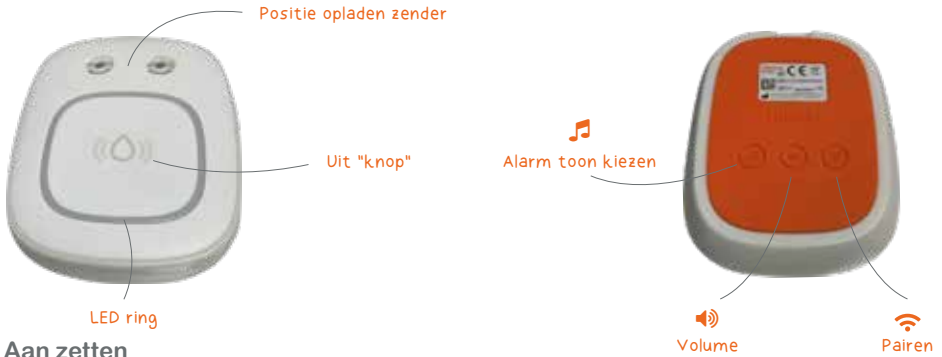 Positie opladen zender
Uit "knop"
Alarm toon kiezen
LED ring
Volume
Pairen
Aan zetten
CE